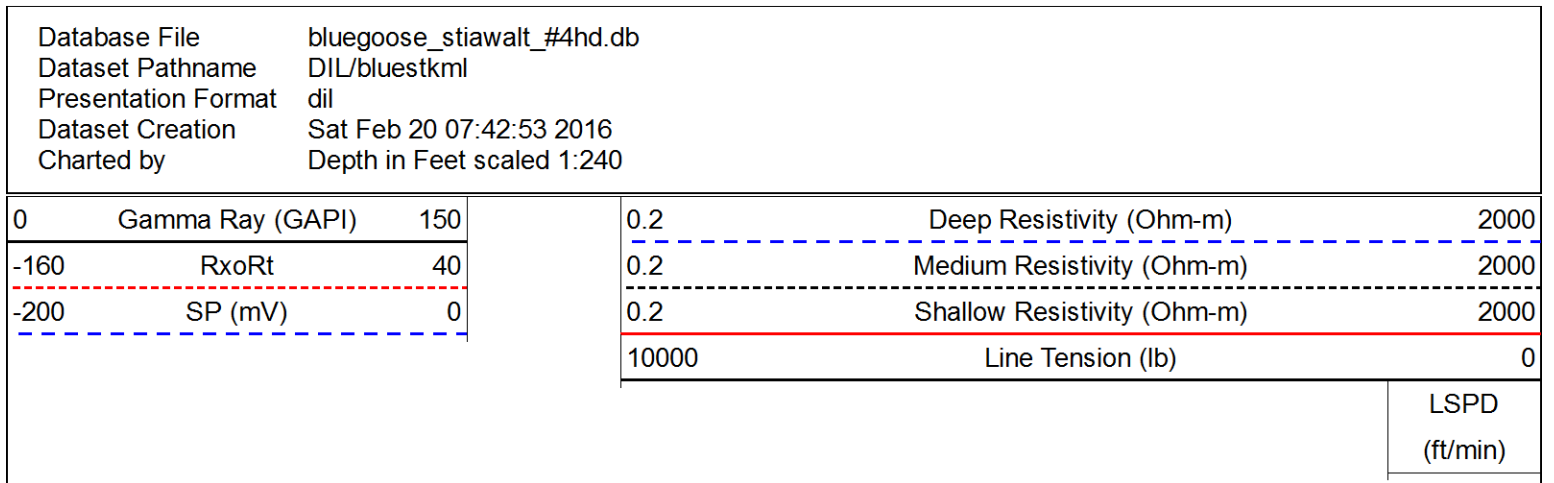 Database File bluegoose_stiawalt_#4hd.db
Dataset Pathname DIL/bluestkml
Presentation Format dil
Dataset Creation Sat Feb 20 07:42:53 2016
Charted by Depth in Feet scaled 1:240
0 Gamma Ray (GAPI) 150 0.2 Deep Resistivity (Ohm-m) 2000
-160 RxoRt 40 0.2 Medium Resistivity (Ohm-m) 2000
-200 SP (mV) 0 0.2 Shallow Resistivity (Ohm-m) 2000
10000 Line Tension (lb) 0
LSPD
(ft/min)